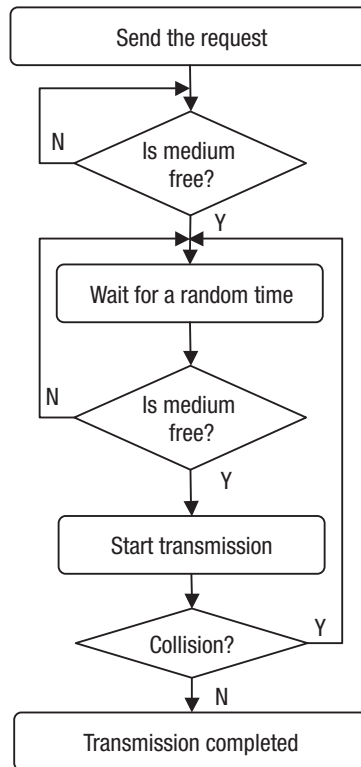 Send the request
N
Is medium
free?
Y
Wait for a random time
N
Is medium
free?
Y
Start transmission
Collision?
Y
N
Transmission completed